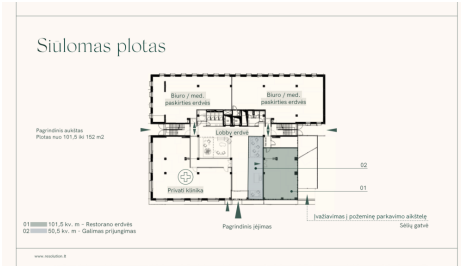 Siūlomas plotas
Biuro / med.
paskirties erdvės
Biuro / med.
paskirties erdvės
Lobby erdvė
Pagrindinis aukštas
Plotas nuo 101,5 iki 152 m2
02
01
Privati klinika
Įvažiavimas į požeminę parkavimo aikštelę
Pagrindinis įėjimas
Sėlių gatvė
01 101,5 kv. m - Restorano erdvės
02 50,5 kv. m - Galimas prijungimas